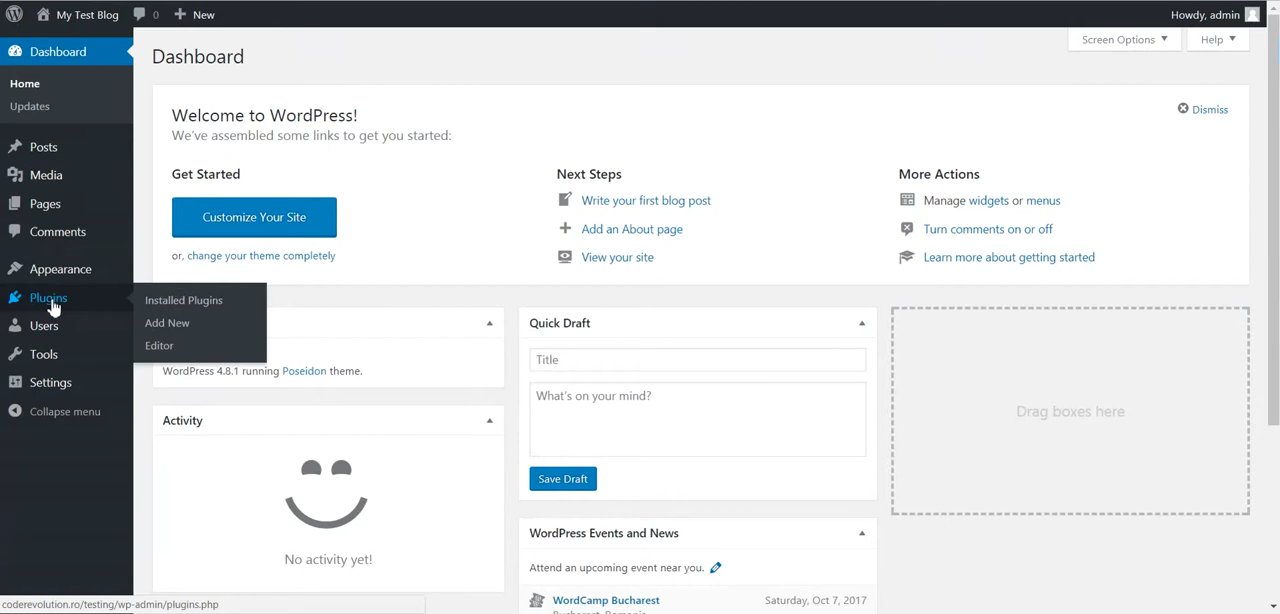 My Test Blog 0 New Howdy, admin
Screen Options Help
Dashboard
Home
Updates
Posts
Media
Pages
Comments
Appearance
Plugins
Users
Tools
Settings
Collapse menu
Installed Plugins
Add New
Editor
Dashboard
Welcome to WordPress!
Dismiss
We've assembled some links to get you started:
Get Started
Customize Your Site
or, change your theme completely
Next Steps
Write your first blog post
Add an About page
View your site
More Actions
Manage widgets or menus
Turn comments on or off
Learn more about getting started
WordPress 4.8.1 running Poseidon theme.
Activity
No activity yet!
Quick Draft
Title
What's on your mind?
Save Draft
WordPress Events and News
Attend an upcoming event near you.
WordCamp Bucharest Saturday, Oct 7, 2017
Drag boxes here
coderevolution.ro/testing/wp-admin/plugins.php